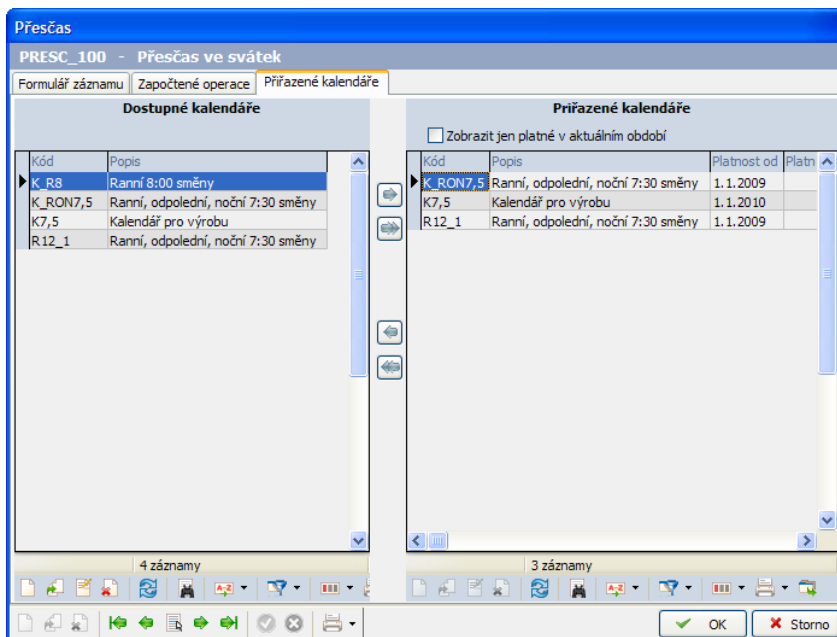 Přesčas
PRESC_100 - Přesčas ve svátek
Formulář záznamu Započtené operace Přiřazené kalendáře
Dostupné kalendáře
Kód Popis
K_R8 Ranní 8:00 směny
K_RON7,5 Ranní, odpolední, noční 7:30 směny
K7,5 Kalendář pro výrobu
R12_1 Ranní, odpolední, noční 7:30 směny
4 záznamy
Priřazené kalendáře
Zobrazit jen platné v aktuálním období
Kód Popis Platnost od Platn
K_RON7,5 Ranní, odpolední, noční 7:30 směny 1.1.2009
K7,5 Kalendář pro výrobu 1.1.2010
R12_1 Ranní, odpolední, noční 7:30 směny 1.1.2009
3 záznamy
OK Storno